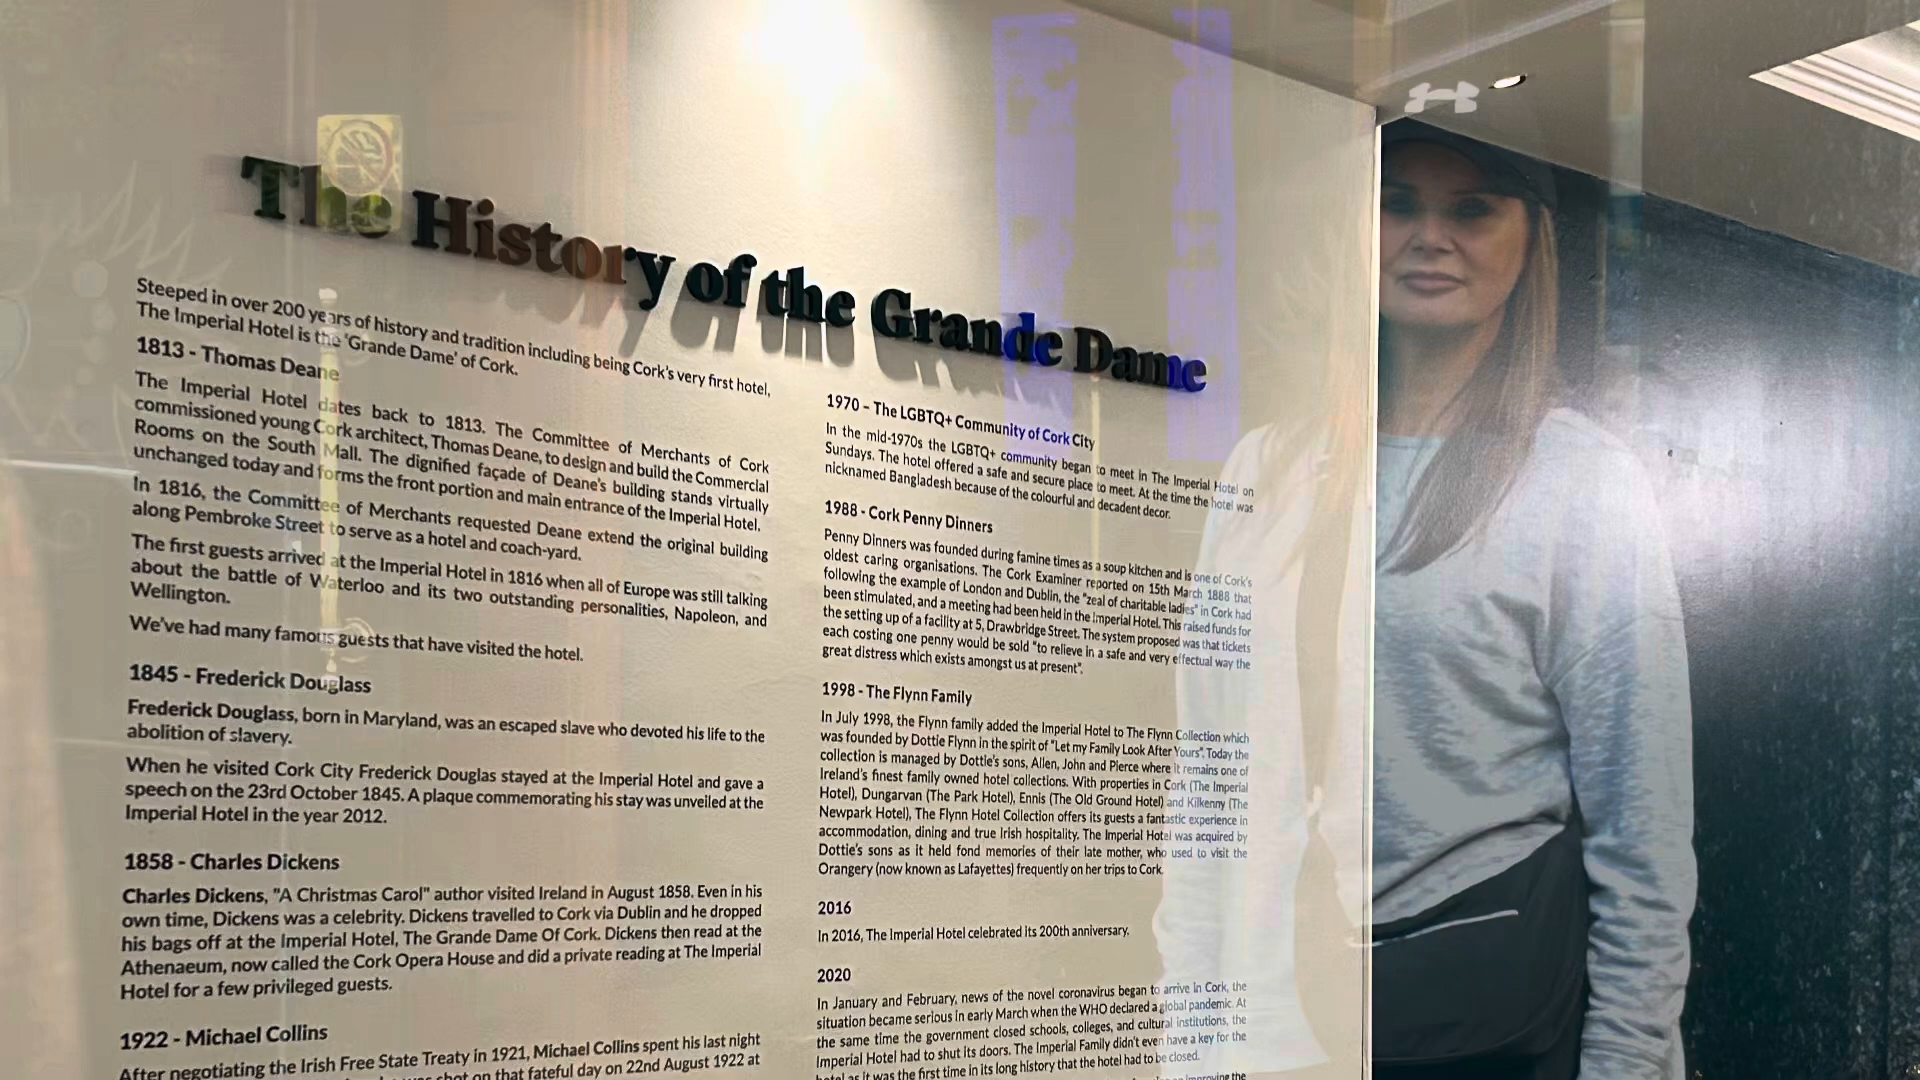 The History of the Grande Dame
Steeped in over 200 years of history and tradition including being Cork's very first hotel,
The Imperial Hotel is the 'Grande Dame' of Cork.
1813 - Thomas Deane
The Imperial Hotel dates back to 1813. The Committee of Merchants of Cork
commissioned young Cork architect, Thomas Deane, to design and build the Commercial
Rooms on the South Mall. The dignified façade of Deane's building stands virtually
unchanged today and forms the front portion and main entrance of the Imperial Hotel.
In 1816, the Committee of Merchants requested Deane extend the original building
along Pembroke Street to serve as a hotel and coach-yard.
The first guests arrived at the Imperial Hotel in 1816 when all of Europe was still talking
about the battle of Waterloo and its two outstanding personalities, Napoleon, and
Wellington.
We've had many famous guests that have visited the hotel.
1845 - Frederick Douglass
Frederick Douglass, born in Maryland, was an escaped slave who devoted his life to the
abolition of slavery.
When he visited Cork City Frederick Douglas stayed at the Imperial Hotel and gave a
speech on the 23rd October 1845. A plaque commemorating his stay was unveiled at the
Imperial Hotel in the year 2012.
1858 - Charles Dickens
Charles Dickens, "A Christmas Carol" author visited Ireland in August 1858. Even in his
own time, Dickens was a celebrity. Dickens travelled to Cork via Dublin and he dropped
his bags off at the Imperial Hotel, The Grande Dame Of Cork. Dickens then read at the
Athenaeum, now called the Cork Opera House and did a private reading at The Imperial
Hotel for a few privileged guests.
1922 - Michael Collins
After negotiating the Irish Free State Treaty in 1921, Michael Collins spent his last night
shot on that fateful day on 22nd August 1922 at
1970 - The LGBTQ+ Community of Cork City
In the mid-1970s the LGBTQ+ community began to meet in The Imperial Hotel on
Sundays. The hotel offered a safe and secure place to meet. At the time the hotel was
nicknamed Bangladesh because of the colourful and decadent decor.
1988 - Cork Penny Dinners
Penny Dinners was founded during famine times as a soup kitchen and is one of Cork's
oldest caring organisations. The Cork Examiner reported on 15th March 1888 that
following the example of London and Dublin, the "zeal of charitable ladies" in Cork had
been stimulated, and a meeting had been held in the Imperial Hotel. This raised funds for
the setting up of a facility at 5, Drawbridge Street. The system proposed was that tickets
each costing one penny would be sold "to relieve in a safe and very effectual way the
great distress which exists amongst us at present".
1998 - The Flynn Family
In July 1998, the Flynn family added the Imperial Hotel to The Flynn Collection which
was founded by Dottie Flynn in the spirit of "Let my Family Look After Yours". Today the
collection is managed by Dottie's sons, Allen, John and Pierce where it remains one of
Ireland's finest family owned hotel collections. With properties in Cork (The Imperial
Hotel), Dungarvan (The Park Hotel), Ennis (The Old Ground Hotel) and Kilkenny (The
Newpark Hotel), The Flynn Hotel Collection offers its guests a fantastic experience in
accommodation, dining and true Irish hospitality. The Imperial Hotel was acquired by
Dottie's sons as it held fond memories of their late mother, who used to visit the
Orangery (now known as Lafayettes) frequently on her trips to Cork.
2016
In 2016, The Imperial Hotel celebrated its 200th anniversary.
2020
In January and February, news of the novel coronavirus began to arrive in Cork, the
situation became serious in early March when the WHO declared a global pandemic. At
the same time the government closed schools, colleges, and cultural institutions, the
Imperial Hotel had to shut its doors. The Imperial Family didn't even have a key for the
hotel as it was the first time in its long history that the hotel had to be closed.
improving the